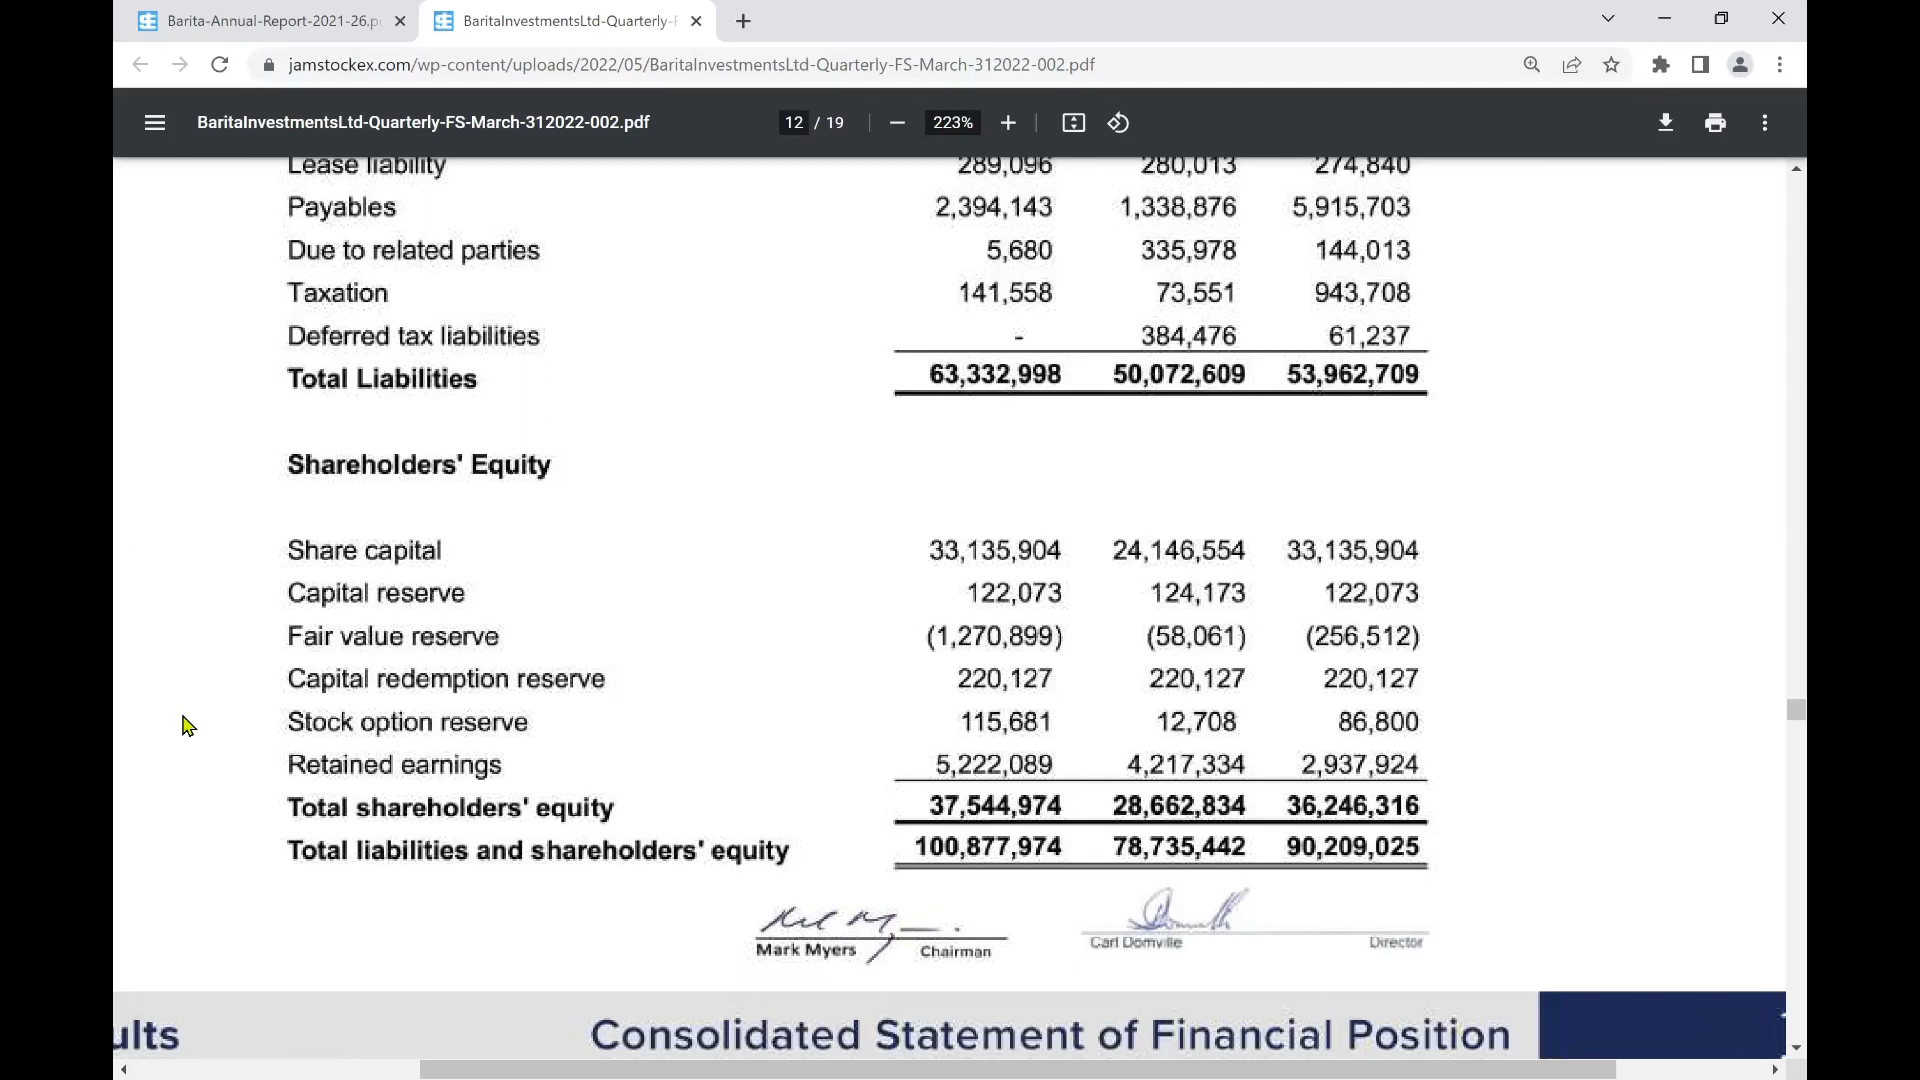 Barita-Annual-Report-2021-26.p
BaritaInvestmentsLtd-Quarterly-F
jamstockex.com/wp-content/uploads/2022/05/BaritaInvestmentsLtd-Quarterly-FS-March-312022-002.pdf
BaritaInvestmentsLtd-Quarterly-FS-March-312022-002.pdf 12 / 19 223%
Lease liability 289,096 280,013 274,840
Payables 2,394,143 1,338,876 5,915,703
Due to related parties 5,680 335,978 144,013
Taxation 141,558 73,551 943,708
Deferred tax liabilities - 384,476 61,237
Total Liabilities 63,332,998 50,072,609 53,962,709
Shareholders' Equity
Share capital 33,135,904 24,146,554 33,135,904
Capital reserve 122,073 124,173 122,073
Fair value reserve (1,270,899) (58,061) (256,512)
Capital redemption reserve 220,127 220,127 220,127
Stock option reserve 115,681 12,708 86,800
Retained earnings 5,222,089 4,217,334 2,937,924
Total shareholders' equity 37,544,974 28,662,834 36,246,316
Total liabilities and shareholders' equity 100,877,974 78,735,442 90,209,025
Mark Myers Chairman Carl Domville Director
ults Consolidated Statement of Financial Position